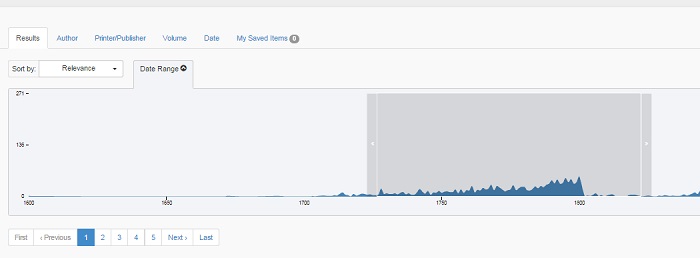 Results Author Printer/Publisher Volume Date My Saved Items 0
Sort by: Relevance Date Range
271
136
0
1600 1650 1700 1750 1800
First ‹ Previous 1 2 3 4 5 Next › Last